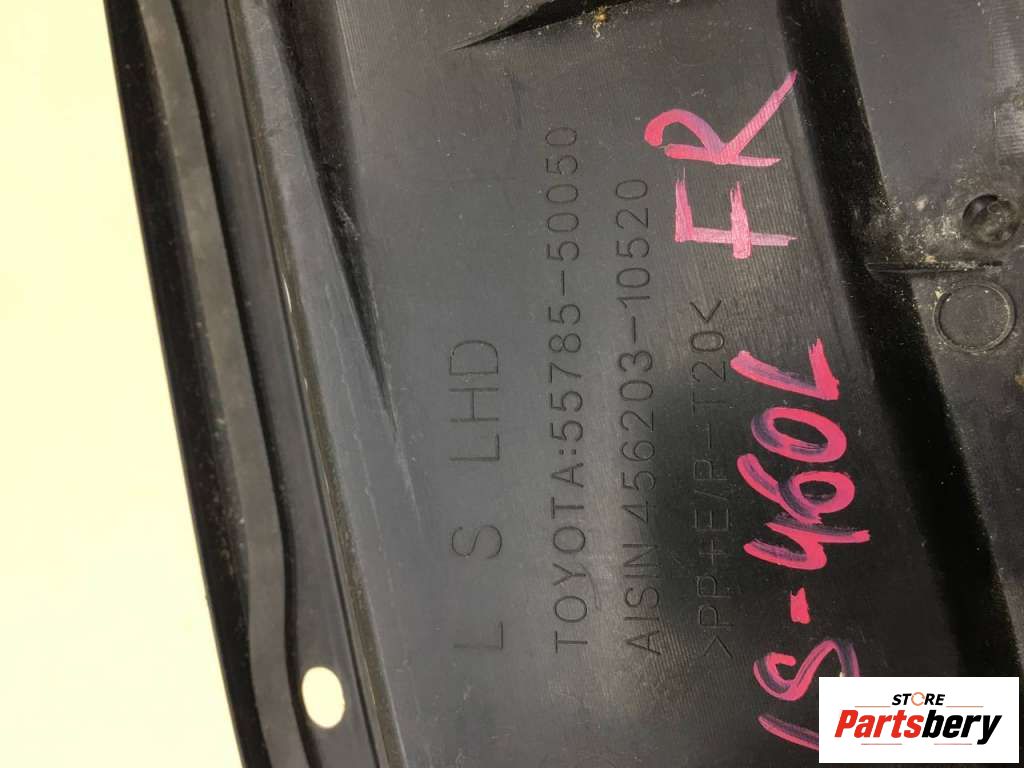 L S LHD
TOYOTA:55785-50050
AISIN 456203-10520
>PP+E/P-T20<
FR
LS-460L
STORE
Partsbery